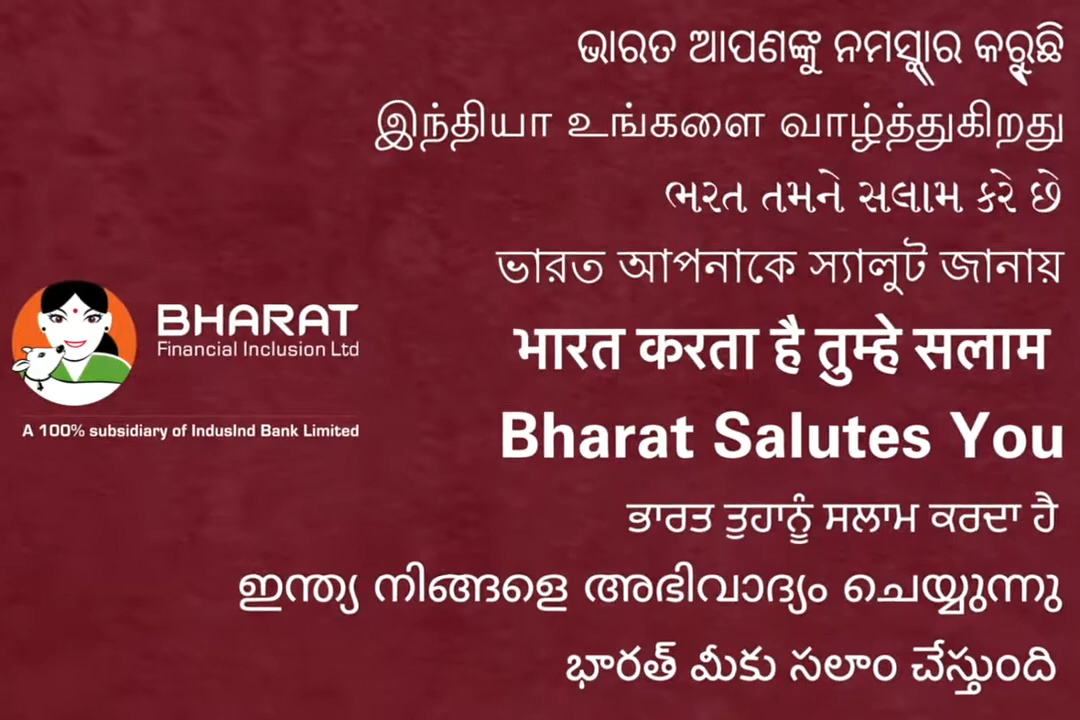 BHARAT
Financial Inclusion Ltd
A 100% subsidiary of IndusInd Bank Limited
ଭାରତ ଆପଣଙ୍କୁ ନମସ୍କାର କରୁଛି
இந்தியா உங்களை வாழ்த்துகிறது
ભરત તમને સલામ કરે છે
ভারত আপনাকে স্যালুট জানায়
भारत करता है तुम्हे सलाम
Bharat Salutes You
ਭਾਰਤ ਤੁਹਾਨੂੰ ਸਲਾਮ ਕਰਦਾ ਹੈ
ഇന്ത്യ നിങ്ങളെ അഭിവാദ്യം ചെയ്യുന്നു
భారత్ మీకు సలాం చేస్తుంది